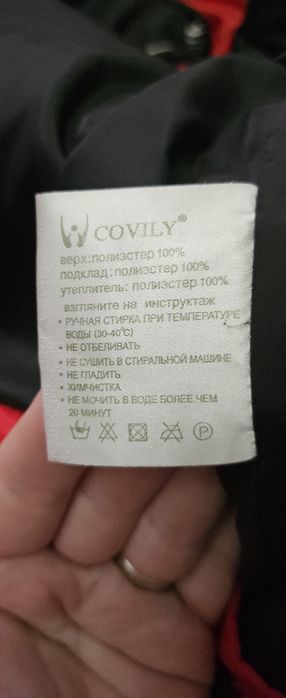 COVILY®
верх:полиэстер 100%
подклад:полиэстер 100%
утеплитель: полиэстер 100%
взгляните на инструктаж
• РУЧНАЯ СТИРКА ПРИ ТЕМПЕРАТУРЕ
ВОДЫ (30-40°С)
• НЕ ОТБЕЛИВАТЬ
• НЕ СУШИТЬ В СТИРАЛЬНОЙ МАШИНЕ
• НЕ ГЛАДИТЬ
• ХИМЧИСТКА
• НЕ МОЧИТЬ В ВОДЕ БОЛЕЕ ЧЕМ
20 МИНУТ
P